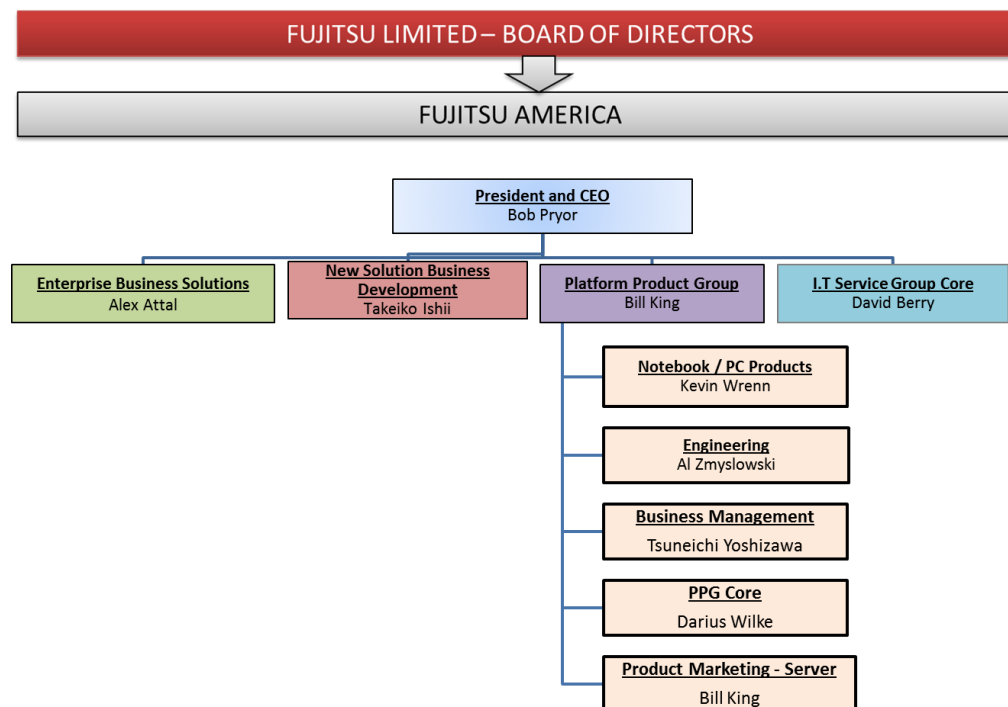 FUJITSU LIMITED – BOARD OF DIRECTORS
FUJITSU AMERICA
President and CEO
Bob Pryor
Enterprise Business Solutions
Alex Attal
New Solution Business
Development
Takeiko Ishii
Platform Product Group
Bill King
I.T Service Group Core
David Berry
Notebook / PC Products
Kevin Wrenn
Engineering
Al Zmyslowski
Business Management
Tsuneichi Yoshizawa
PPG Core
Darius Wilke
Product Marketing - Server
Bill King